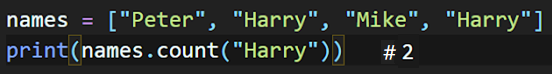 names = ["Peter", "Harry", "Mike", "Harry"]
print(names.count("Harry")) # 2